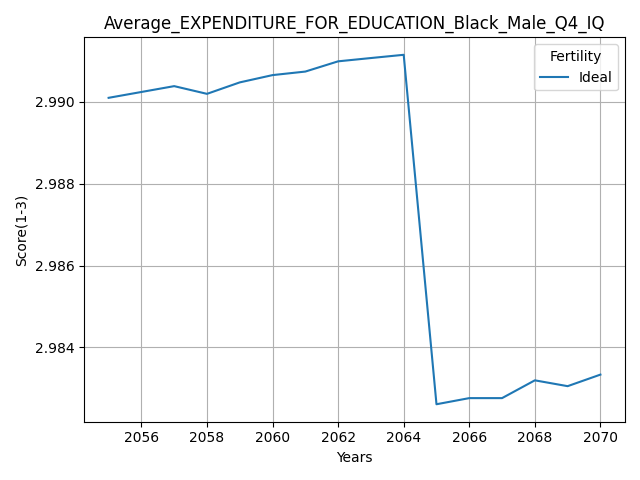 Average_EXPENDITURE_FOR_EDUCATION_Black_Male_Q4_IQ
Fertility
Ideal
2.990
2.988
2.986
2.984
Score(1-3)
2056 2058 2060 2062 2064 2066 2068 2070
Years